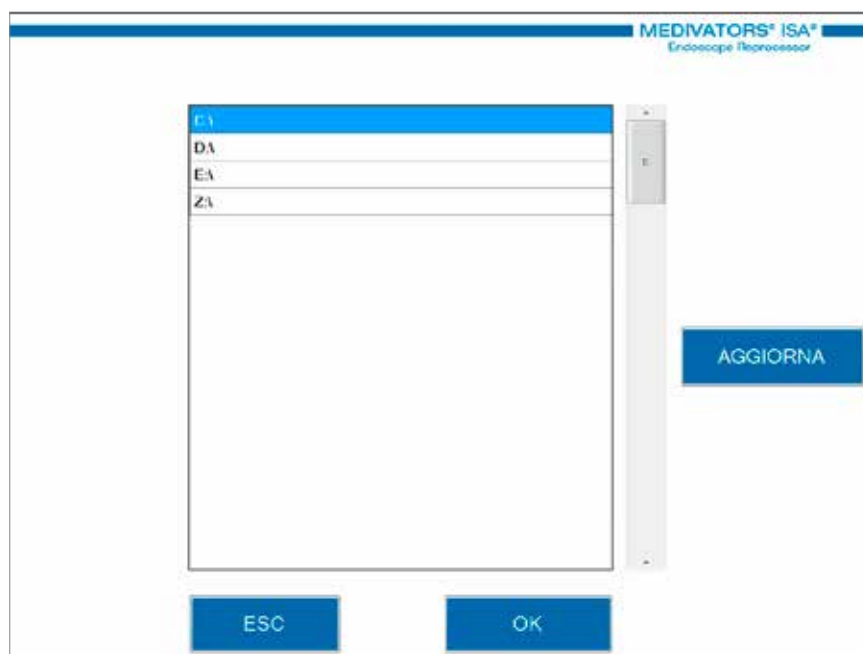 MEDIVATORS® ISA®
Endoscope Reprocessor
C:\
D:\
E:\
Z:\
AGGIORNA
ESC
OK